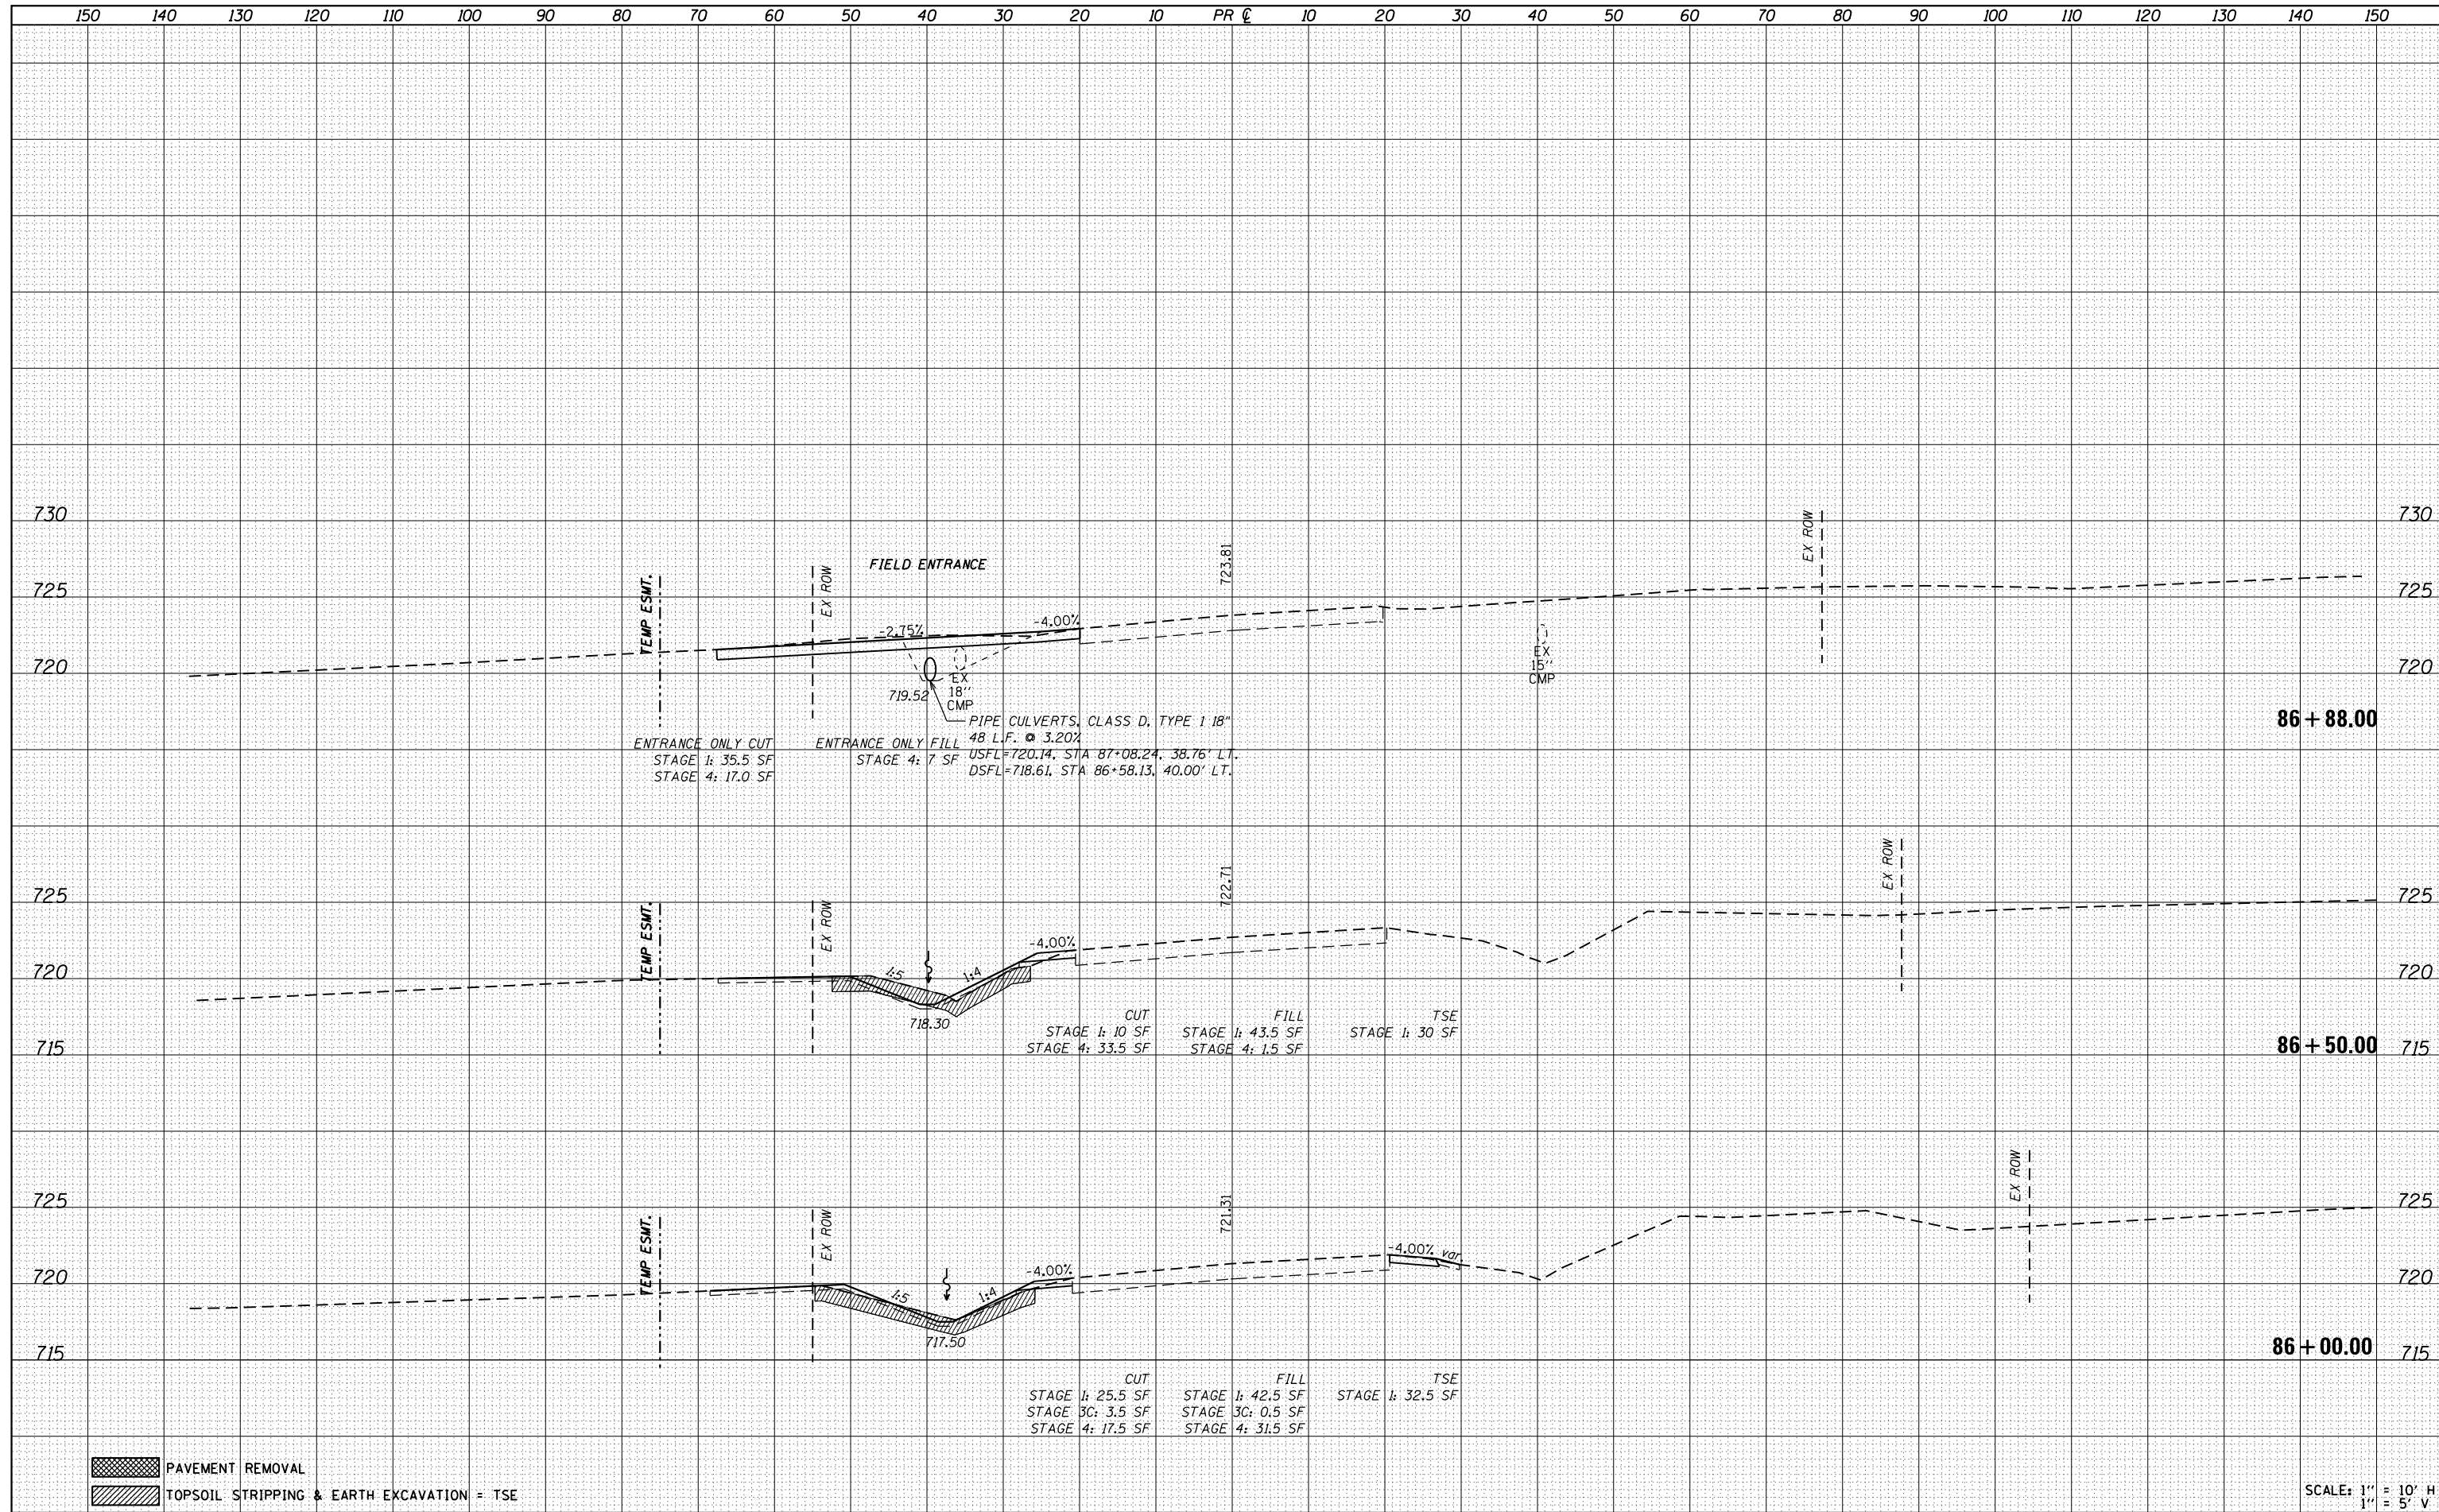 150 140 130 120 110 100 90 80 70 60 50 40 30 20 10 PR ℄ 10 20 30 40 50 60 70 80 90 100 110 120 130 140 150
730 730
725 725
720 720
TEMP ESMT.
EX ROW
FIELD ENTRANCE
723.81
EX ROW
-2.75%
-4.00%
719.52
EX
18''
CMP
EX
15''
CMP
PIPE CULVERTS, CLASS D, TYPE 1 18"
48 L.F. @ 3.20%
USFL=720.14, STA 87+08.24, 38.76' LT.
DSFL=718.61, STA 86+58.13, 40.00' LT.
ENTRANCE ONLY CUT
STAGE 1: 35.5 SF
STAGE 4: 17.0 SF
ENTRANCE ONLY FILL
STAGE 4: 7 SF
86+88.00
725 725
720 720
715 715
TEMP ESMT.
EX ROW
722.71
EX ROW
1:5
1:4
-4.00%
718.30
CUT
STAGE 1: 10 SF
STAGE 4: 33.5 SF
FILL
STAGE 1: 43.5 SF
STAGE 4: 1.5 SF
TSE
STAGE 1: 30 SF
86+50.00
725 725
720 720
715 715
TEMP ESMT.
EX ROW
721.31
EX ROW
1:5
1:4
-4.00%
-4.00%
var.
717.50
86+00.00
CUT
STAGE 1: 25.5 SF
STAGE 3C: 3.5 SF
STAGE 4: 17.5 SF
FILL
STAGE 1: 42.5 SF
STAGE 3C: 0.5 SF
STAGE 4: 31.5 SF
TSE
STAGE 1: 32.5 SF
PAVEMENT REMOVAL
TOPSOIL STRIPPING & EARTH EXCAVATION = TSE
SCALE: 1'' = 10' H
1'' = 5' V